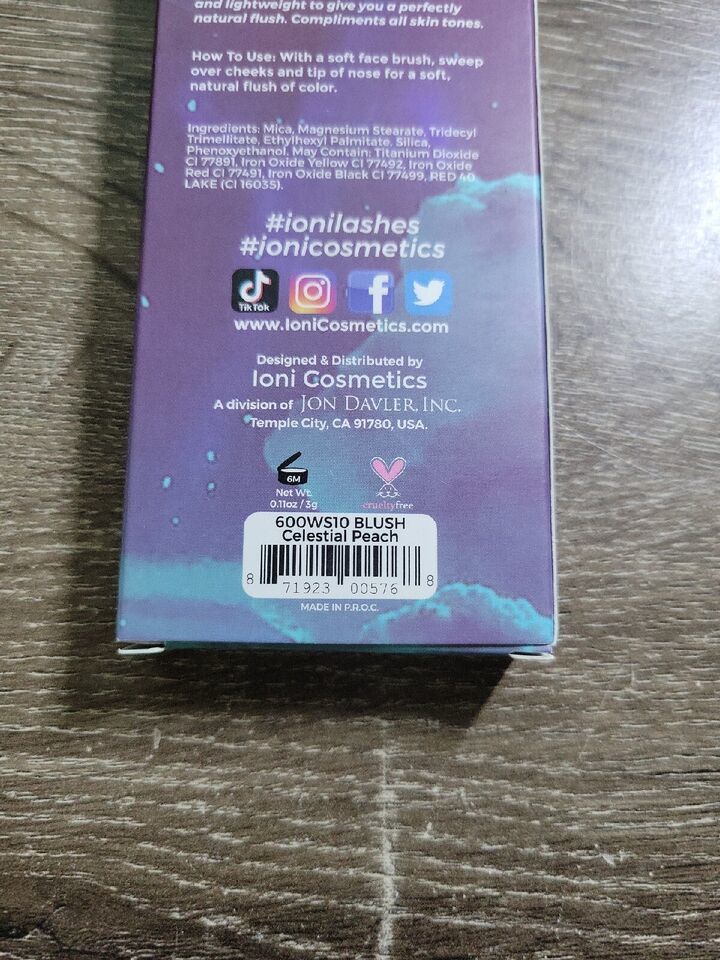 and lightweight to give you a perfectly
natural flush. Compliments all skin tones.
How To Use: With a soft face brush, sweep
over cheeks and tip of nose for a soft,
natural flush of color.
Ingredients: Mica, Magnesium Stearate, Tridecyl
Trimellitate, Ethylhexyl Palmitate, Silica,
Phenoxyethanol. May Contain: Titanium Dioxide
CI 77891, Iron Oxide Yellow CI 77492, Iron Oxide
Red CI 77491, Iron Oxide Black CI 77499, RED 40
LAKE (CI 16035).
#ionilashes
#ionicosmetics
TikTok
www.IoniCosmetics.com
Designed & Distributed by
Ioni Cosmetics
A division of JON DAVLER, INC.
Temple City, CA 91780, USA.
6M
Net Wt.
0.11oz / 3g
crueltyfree
600WS10 BLUSH
Celestial Peach
8 71923 00576 8
MADE IN P.R.O.C.